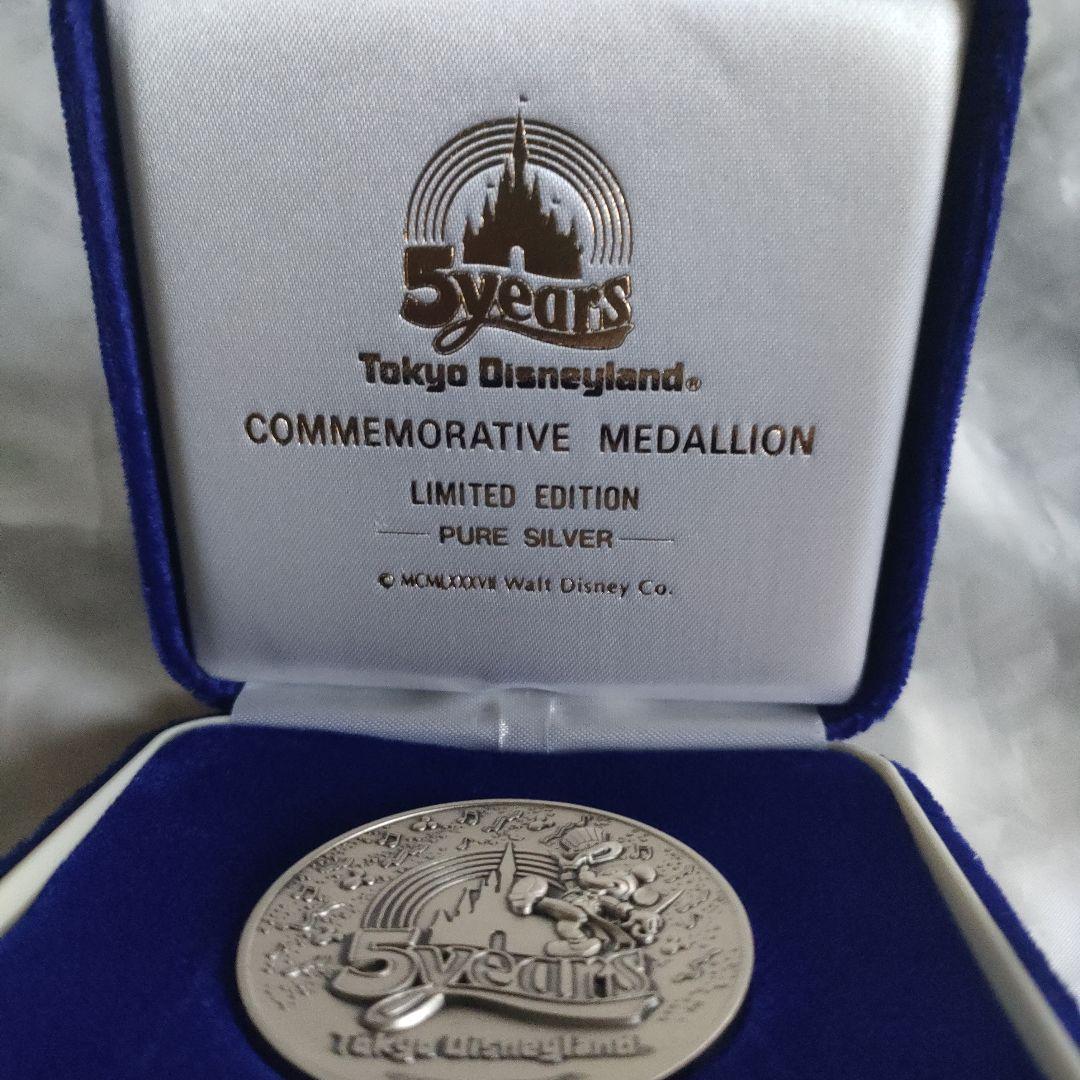 5years
Tokyo Disneyland®
COMMEMORATIVE MEDALLION
LIMITED EDITION
PURE SILVER
© MCMLXXXVII Walt Disney Co.
5years
Tokyo Disneyland